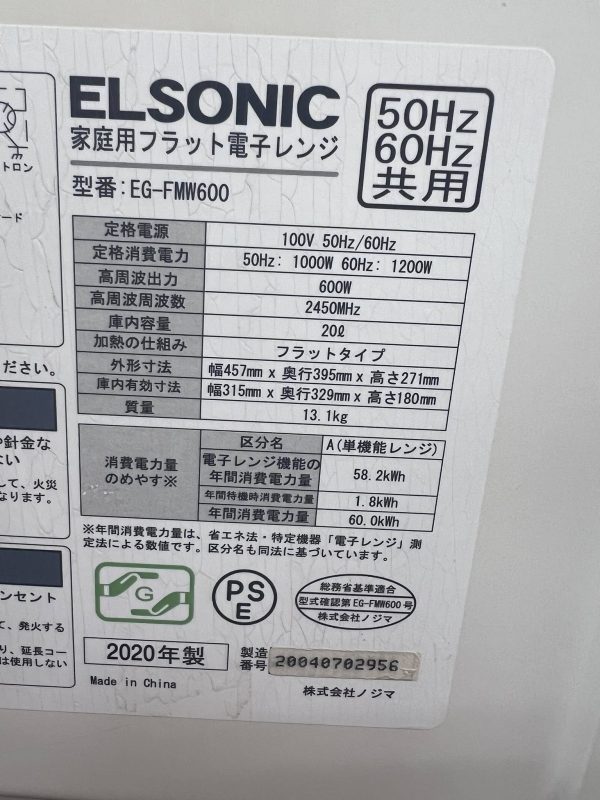 ELSONIC
家庭用フラット電子レンジ
型番: EG-FMW600
50Hz
60Hz
共用
トロン
ード
定格電源 100V 50Hz/60Hz
定格消費電力 50Hz: 1000W 60Hz: 1200W
高周波出力 600W
高周波周波数 2450MHz
庫内容量 20ℓ
加熱の仕組み フラットタイプ
外形寸法 幅457mm x 奥行395mm x 高さ271mm
庫内有効寸法 幅315mm x 奥行329mm x 高さ180mm
質量 13.1kg
消費電力量
のめやす※
区分名 A(単機能レンジ)
電子レンジ機能の
年間消費電力量 58.2kWh
年間待機時消費電力量 1.8kWh
年間消費電力量 60.0kWh
※年間消費電力量は、省エネ法・特定機器「電子レンジ」測
定法による数値です。区分名も同法に基づいています。
G
PS
E
総務省基準適合
型式確認第EG-FMW600号
株式会社ノジマ
2020年製
製造
番号 20040702956
Made in China
株式会社ノジマ
ください。
や針金な
ない
して、火災
なります。
ンセント
て、発火する
り、延長コー
は使用しない